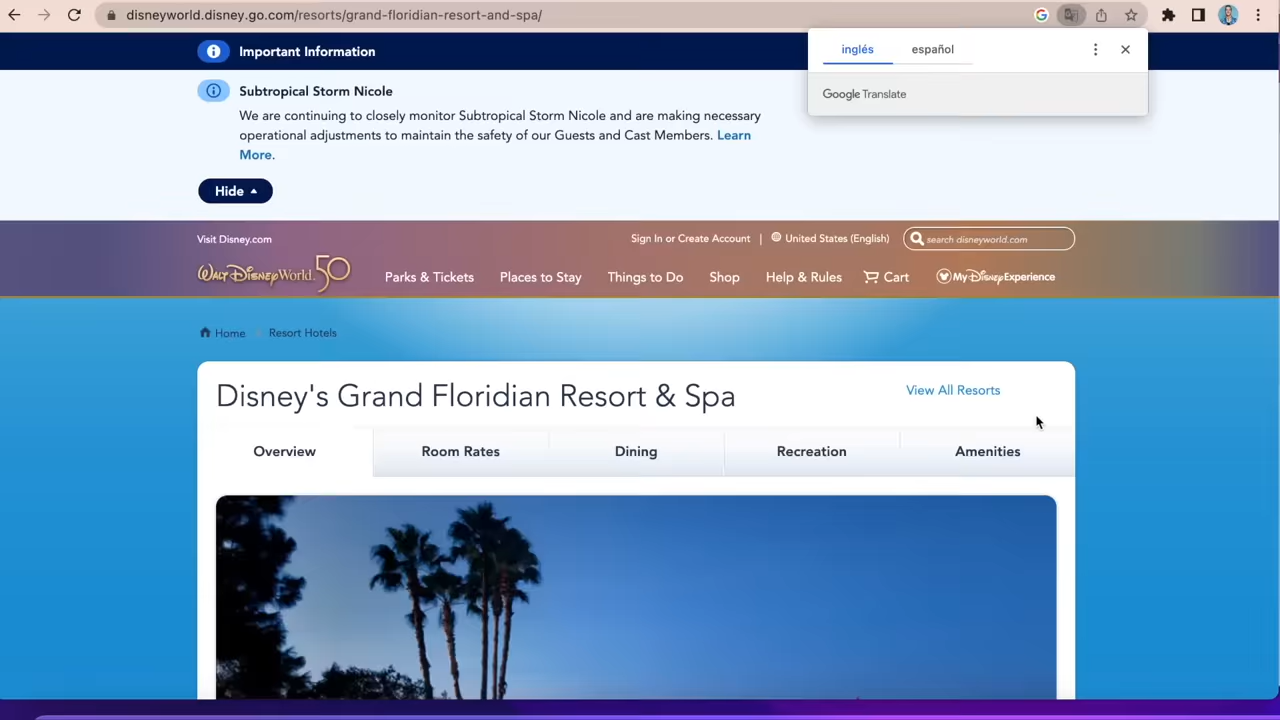 disneyworld.disney.go.com/resorts/grand-floridian-resort-and-spa/
inglés español
Google Translate
Important Information
Subtropical Storm Nicole
We are continuing to closely monitor Subtropical Storm Nicole and are making necessary
operational adjustments to maintain the safety of our Guests and Cast Members. Learn
More.
Hide
Visit Disney.com
Sign In or Create Account | United States (English) search disneyworld.com
Walt Disney World. 50 Parks & Tickets Places to Stay Things to Do Shop Help & Rules Cart My Disney Experience
Home Resort Hotels
Disney's Grand Floridian Resort & Spa
View All Resorts
Overview Room Rates Dining Recreation Amenities